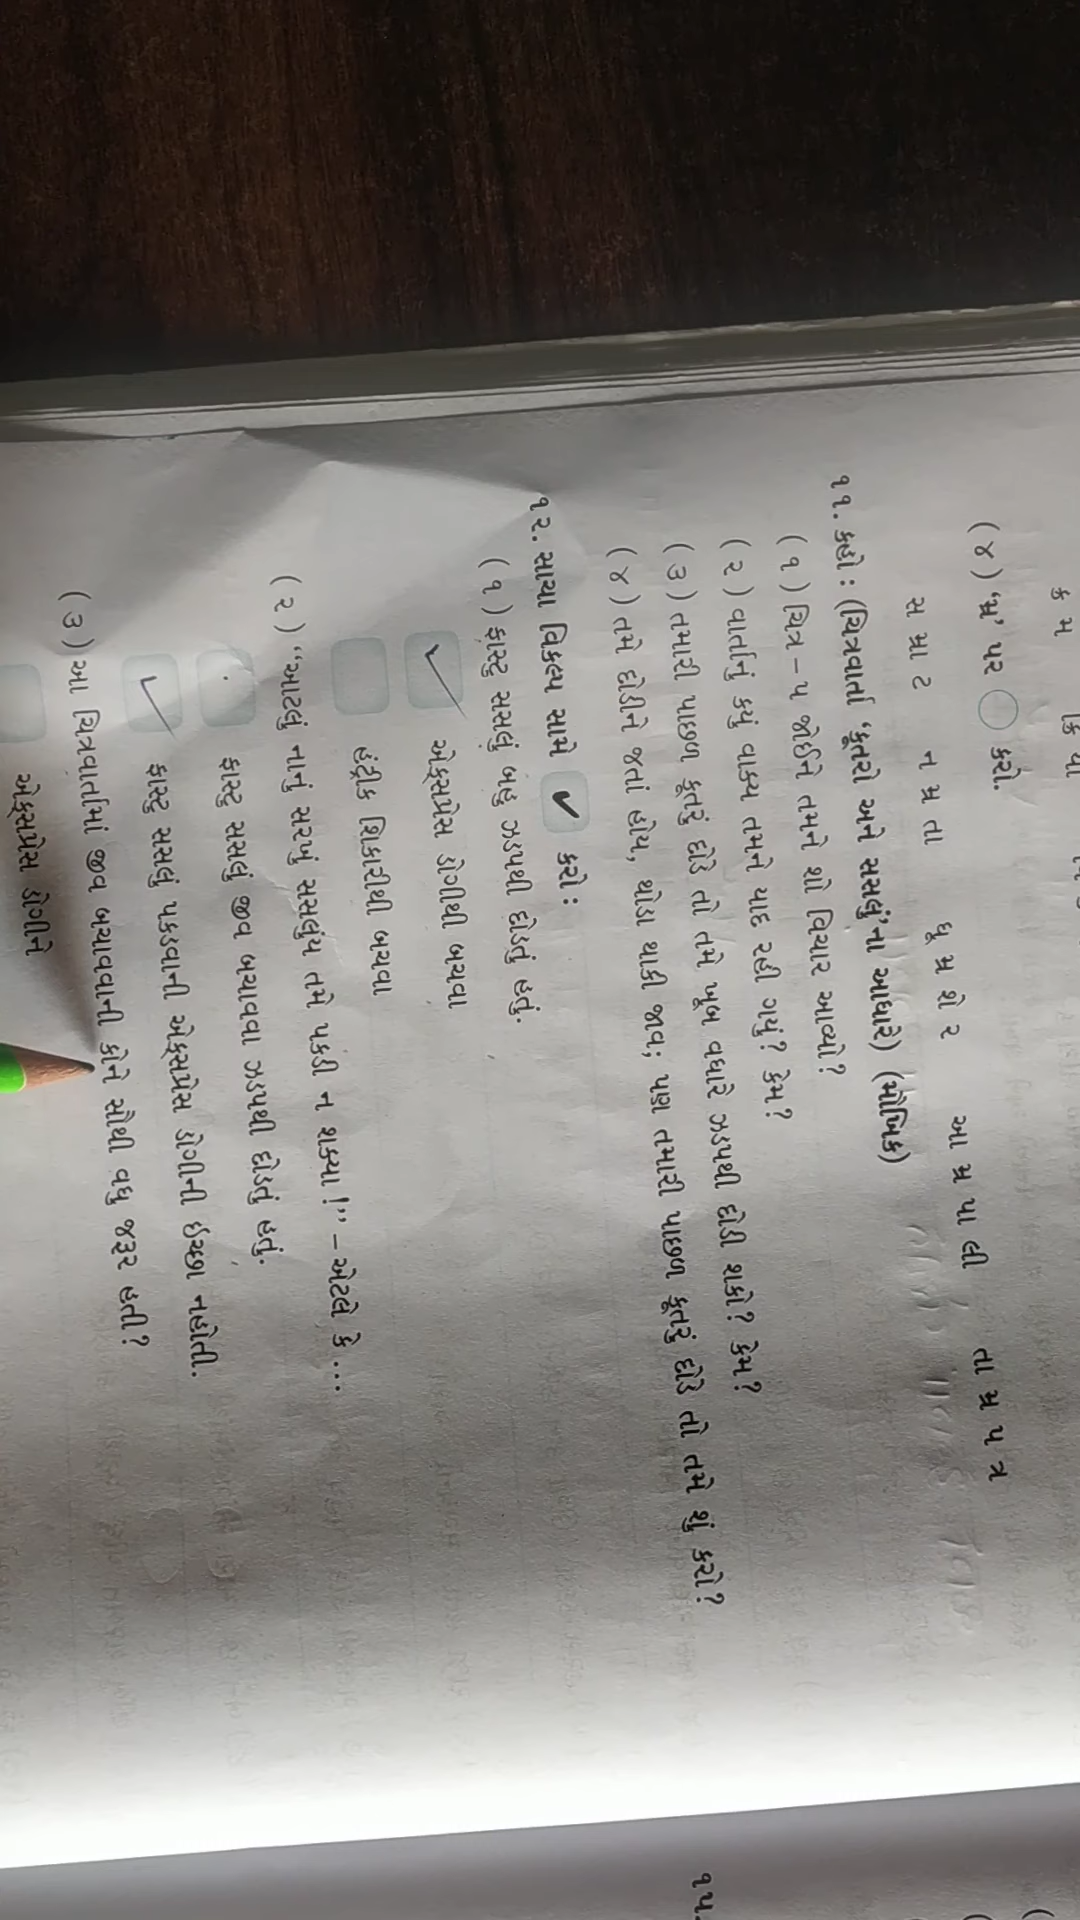 (૪) ‘મ્ર’ પર ◯ કરો.
સ મ્રા ટ ન મ્ર તા ધૂ મ્ર શે ર આ મ્ર પા લી તા મ્ર પ ત્ર
૧૧. કહો : (ચિત્રવાર્તા ‘કૂતરો અને સસલું’ના આધારે) (મૌખિક)
(૧) ચિત્ર – ૫ જોઈને તમને શો વિચાર આવ્યો?
(૨) વાર્તાનું કયું વાક્ય તમને યાદ રહી ગયું? કેમ?
(૩) તમારી પાછળ કૂતરું દોડે તો તમે ખૂબ વધારે ઝડપથી દોડી શકો? કેમ?
(૪) તમે દોડીને જતાં હોય, થોડા થાકી જાવ; પણ તમારી પાછળ કૂતરું દોડે તો તમે શું કરો?
૧૨. સાચા વિકલ્પ સામે ✔ કરો :
(૧) ફાસ્ટુ સસલું બહુ ઝડપથી દોડતું હતું.
✓ એક્સપ્રેસ ડોગીથી બચવા
હંટ્રીક શિકારીથી બચવા
(૨) “આટલું નાનું સરખું સસલુંય તમે પકડી ન શક્યા!” – એટલે કે ...
ફાસ્ટુ સસલું જીવ બચાવવા ઝડપથી દોડતું હતું.
✓ ફાસ્ટુ સસલું પકડવાની એક્સપ્રેસ ડોગીની ઈચ્છા નહોતી.
(૩) આ ચિત્રવાર્તામાં જીવ બચાવવાની કોને સૌથી વધુ જરૂર હતી?
એક્સપ્રેસ ડોગીને
૧૫.